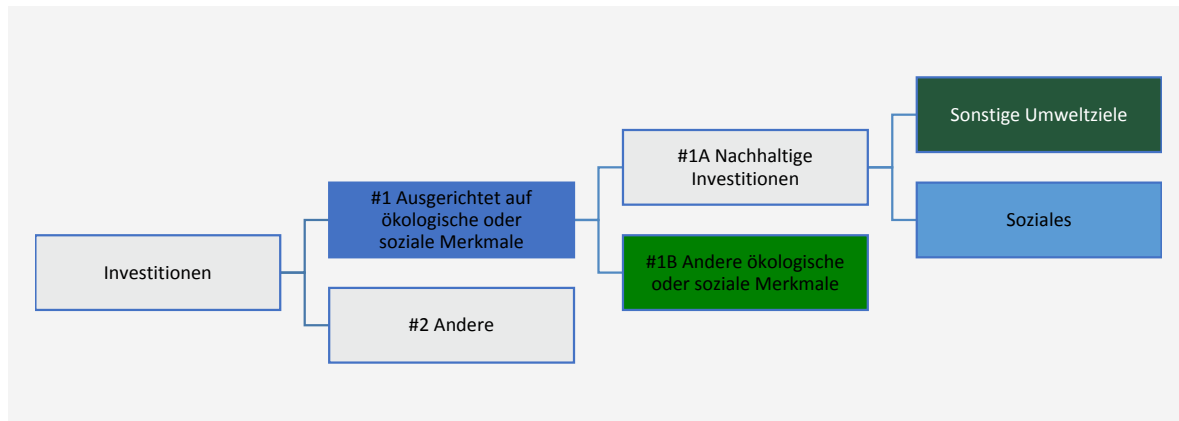 Investitionen
#1 Ausgerichtet auf
ökologische oder
soziale Merkmale
#2 Andere
#1A Nachhaltige
Investitionen
#1B Andere ökologische
oder soziale Merkmale
Sonstige Umweltziele
Soziales